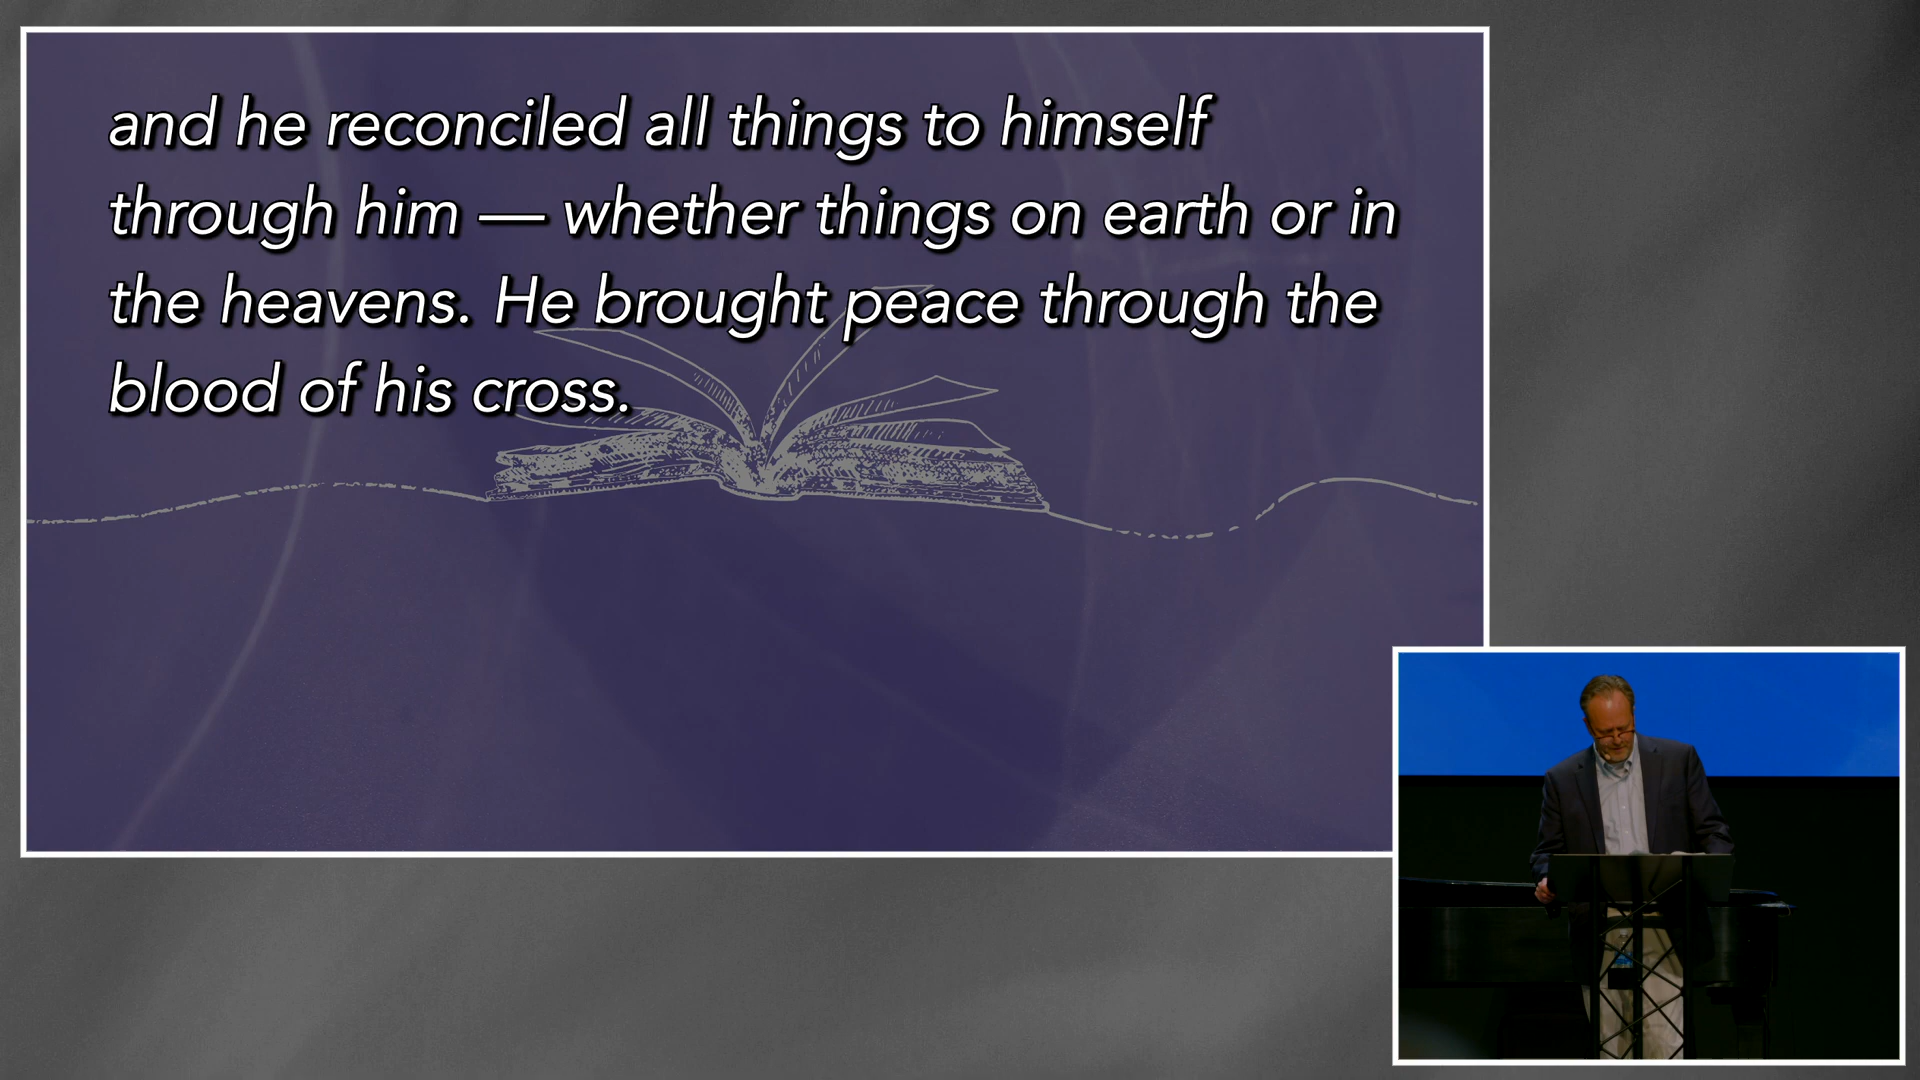 and he reconciled all things to himself
through him — whether things on earth or in
the heavens. He brought peace through the
blood of his cross.